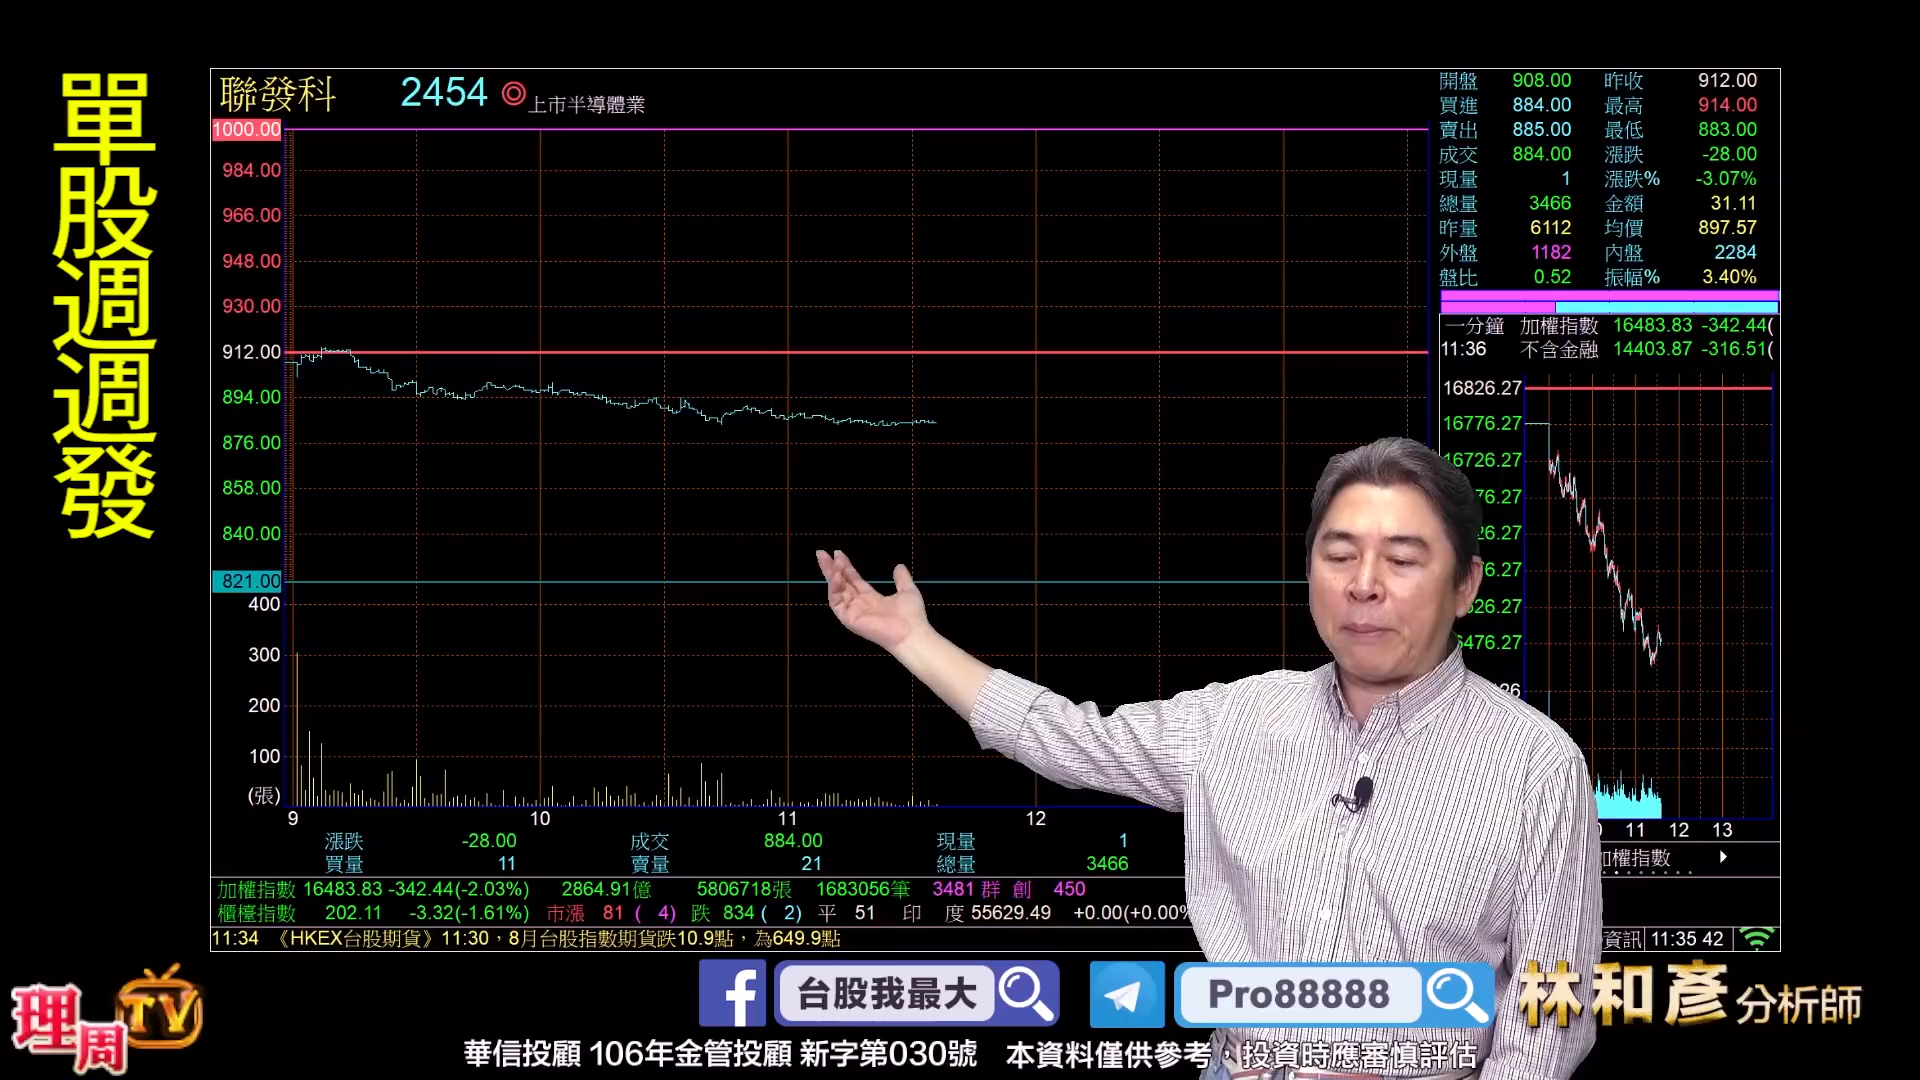 單股週週發
聯發科 2454 ◎上市半導體業
1000.00
984.00
966.00
948.00
930.00
912.00
894.00
876.00
858.00
840.00
821.00
400
300
200
100
(張)
9 10 11 12
開盤 908.00 昨收 912.00
買進 884.00 最高 914.00
賣出 885.00 最低 883.00
成交 884.00 漲跌 -28.00
現量 1 漲跌% -3.07%
總量 3466 金額 31.11
昨量 6112 均價 897.57
外盤 1182 內盤 2284
盤比 0.52 振幅% 3.40%
一分鐘 加權指數 16483.83 -342.44(
11:36 不含金融 14403.87 -316.51(
16826.27
16776.27
16726.27
11 12 13
加權指數
漲跌 -28.00 成交 884.00 現量 1
買量 11 賣量 21 總量 3466
加權指數 16483.83 -342.44(-2.03%) 2864.91億 5806718張 1683056筆 3481 群 創 450
櫃檯指數 202.11 -3.32(-1.61%) 市漲 81 ( 4) 跌 834 ( 2) 平 51 印 度 55629.49 +0.00(+0.00%
11:34 《HKEX台股期貨》11:30，8月台股指數期貨跌10.9點，為649.9點
資訊 11:35 42
理周TV
台股我最大
Pro88888
林和彥分析師
華信投顧 106年金管投顧 新字第030號 本資料僅供參考，投資時應審慎評估